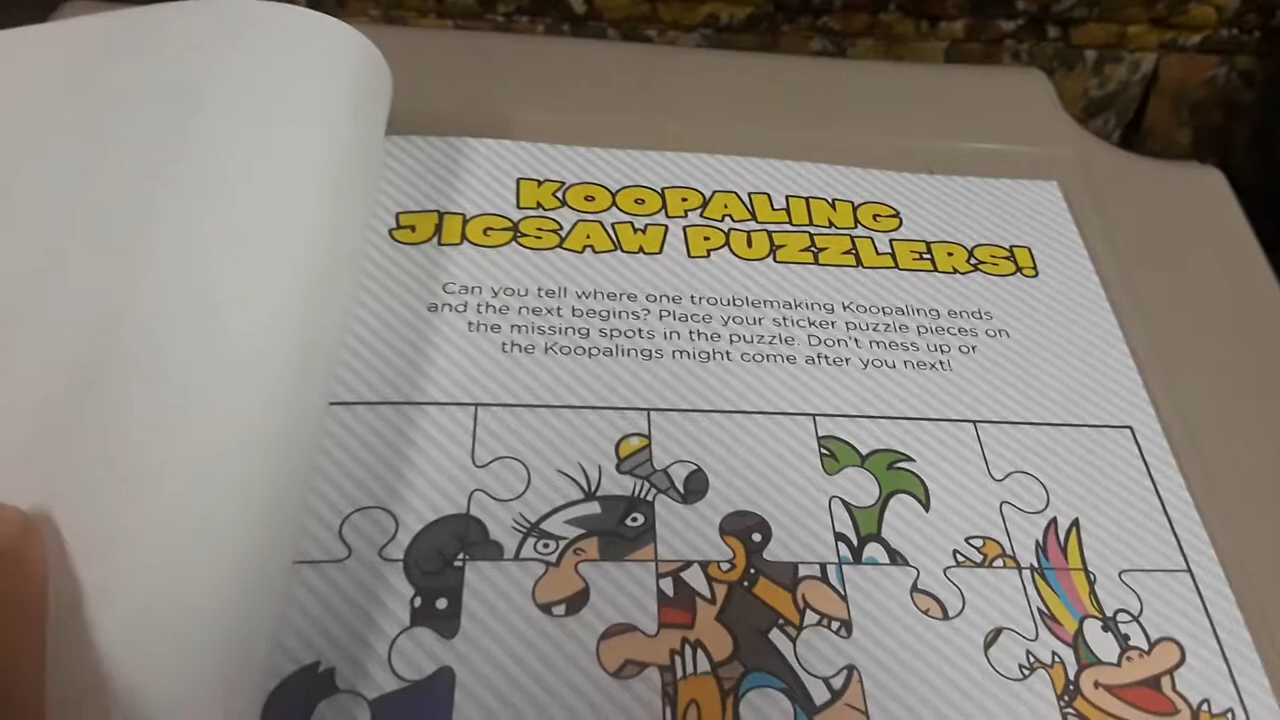 KOOPALING
JIGSAW PUZZLERS!
Can you tell where one troublemaking Koopaling ends
and the next begins? Place your sticker puzzle pieces on
the missing spots in the puzzle. Don't mess up or
the Koopalings might come after you next!